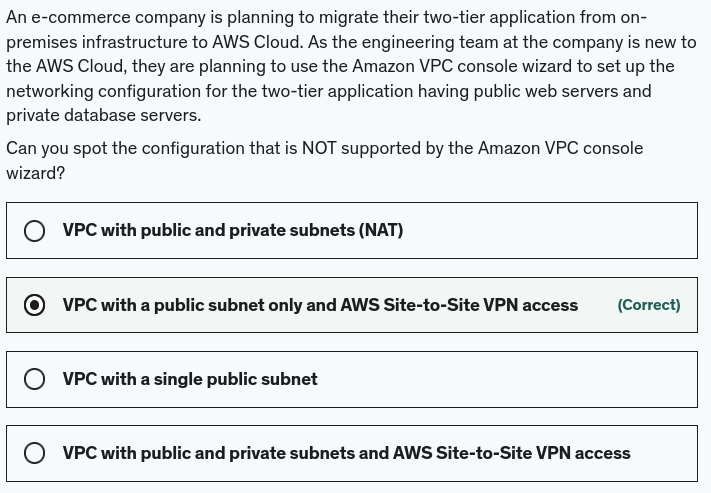 An e-commerce company is planning to migrate their two-tier application from on-
premises infrastructure to AWS Cloud. As the engineering team at the company is new to
the AWS Cloud, they are planning to use the Amazon VPC console wizard to set up the
networking configuration for the two-tier application having public web servers and
private database servers.
Can you spot the configuration that is NOT supported by the Amazon VPC console
wizard?
VPC with public and private subnets (NAT)
VPC with a public subnet only and AWS Site-to-Site VPN access (Correct)
VPC with a single public subnet
VPC with public and private subnets and AWS Site-to-Site VPN access